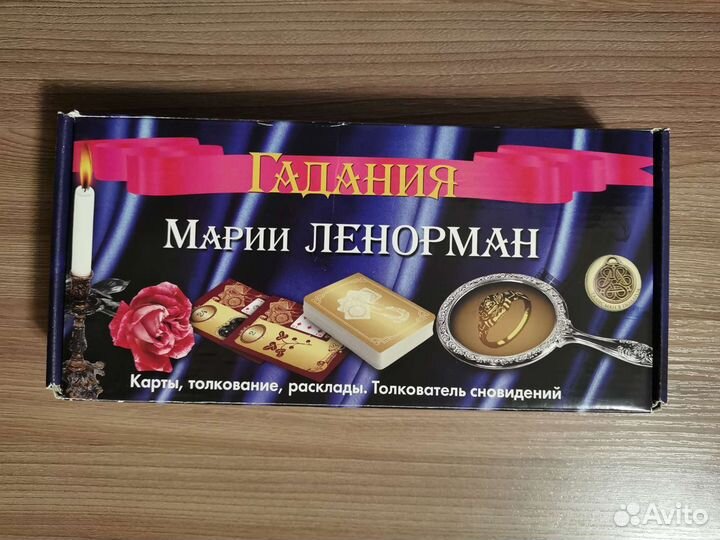 Гадания
Марии ЛЕНОРМАН
Карты, толкование, расклады. Толкователь сновидений
Avito